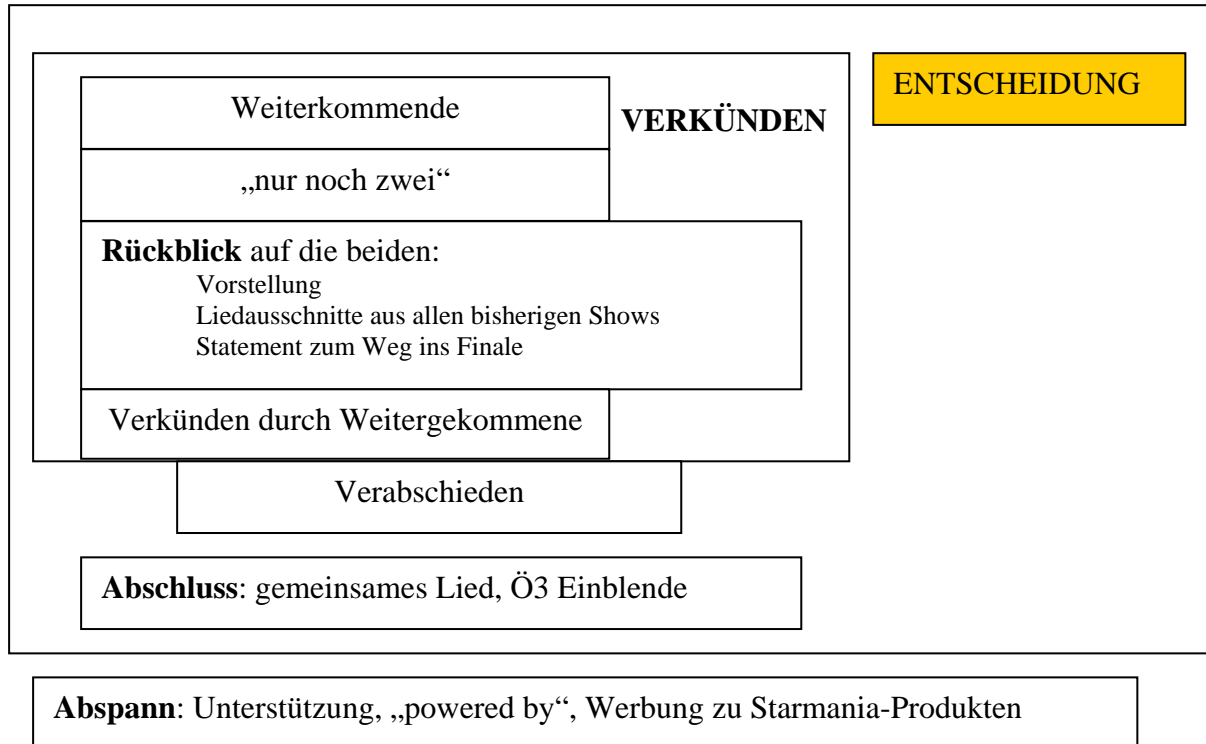 ENTSCHEIDUNG
Weiterkommende
VERKÜNDEN
„nur noch zwei“
Rückblick auf die beiden:
Vorstellung
Liedausschnitte aus allen bisherigen Shows
Statement zum Weg ins Finale
Verkünden durch Weitergekommene
Verabschieden
Abschluss: gemeinsames Lied, Ö3 Einblende
Abspann: Unterstützung, „powered by“, Werbung zu Starmania-Produkten